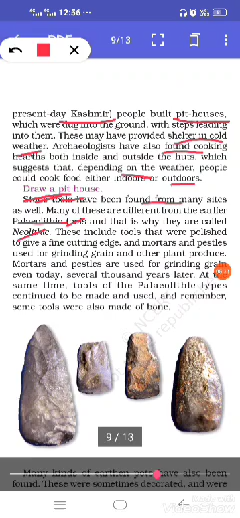 12:56
9/13
present-day Kashmir) people built pit-houses,
which were dug into the ground, with steps leading
into them. These may have provided shelter in cold
weather. Archaeologists have also found cooking
hearths both inside and outside the huts, which
suggests that, depending on the weather, people
could cook food either indoors or outdors.
Draw a pit house.
Stone tools have been found from many sites
as well. Many of these are different from the earlier
Palaeolithic tools and that is why they are called
Neolithic. These include tools that were polished
to give a fine cutting edge, and mortars and pestles
used for grinding grain and other plant produce.
Mortars and pestles are used for grinding grain
even today, several thousand years later. At the
same time, tools of the Palaeolithic types
continued to be made and used, and remember,
some tools were also made of bone.
9 / 13
Many kinds of earthen pots have also been
found. These were sometimes decorated, and were